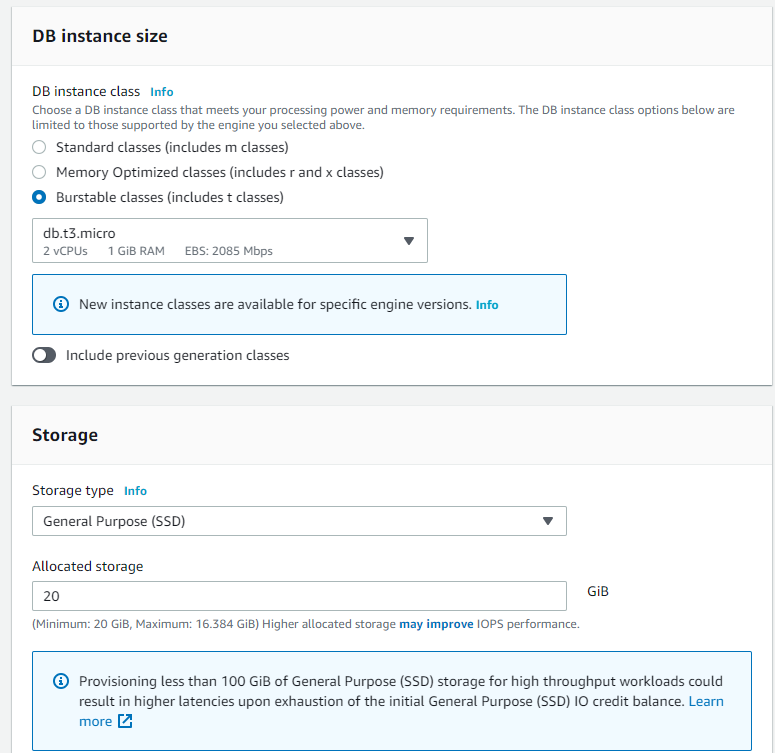 DB instance size
DB instance class Info
Choose a DB instance class that meets your processing power and memory requirements. The DB instance class options below are
limited to those supported by the engine you selected above.
Standard classes (includes m classes)
Memory Optimized classes (includes r and x classes)
Burstable classes (includes t classes)
db.t3.micro
2 vCPUs 1 GiB RAM EBS: 2085 Mbps
New instance classes are available for specific engine versions. Info
Include previous generation classes
Storage
Storage type Info
General Purpose (SSD)
Allocated storage
20 GiB
(Minimum: 20 GiB, Maximum: 16.384 GiB) Higher allocated storage may improve IOPS performance.
Provisioning less than 100 GiB of General Purpose (SSD) storage for high throughput workloads could
result in higher latencies upon exhaustion of the initial General Purpose (SSD) IO credit balance. Learn
more